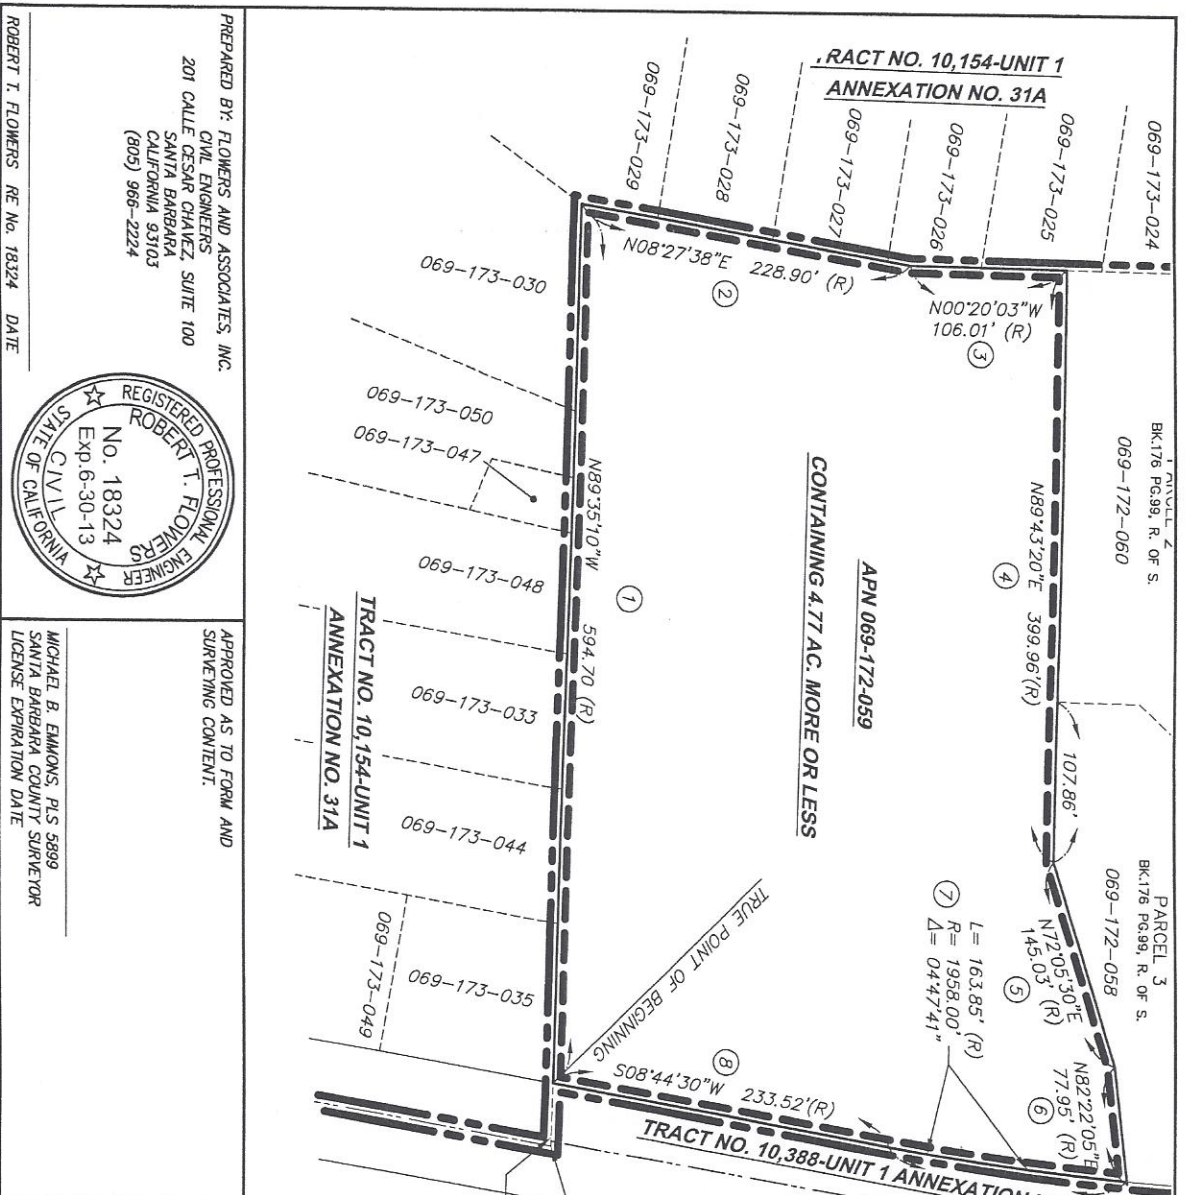 RACT NO. 10,154-UNIT 1
ANNEXATION NO. 31A
069-173-024
069-173-025
069-173-026
069-173-027
069-173-028
069-173-029
BK.176 PG.99, R. OF S.
069-172-060
N08°27'38"E 228.90' (R)
2
N00°20'03"W
106.01' (R)
3
N89°43'20"E 399.96'(R)
4
107.86'
PARCEL 3
BK.176 PG.99, R. OF S.
069-172-058
N72°05'30"E
145.03' (R)
5
N82°22'05"E
77.95' (R)
6
L= 163.85' (R)
7 R= 1958.00'
Δ= 04°47'41"
APN 069-172-059
CONTAINING 4.77 AC. MORE OR LESS
TRUE POINT OF BEGINNING
S08°44'30"W 233.52'(R)
8
TRACT NO. 10,388-UNIT 1 ANNEXATION
N89°35'10"W 594.70 (R)
1
069-173-030
069-173-050
069-173-047
069-173-048
069-173-033
069-173-044
069-173-035
069-173-049
TRACT NO. 10,154-UNIT 1
ANNEXATION NO. 31A
PREPARED BY: FLOWERS AND ASSOCIATES, INC.
CIVIL ENGINEERS
201 CALLE CESAR CHAVEZ, SUITE 100
SANTA BARBARA
CALIFORNIA 93103
(805) 966-2224
ROBERT T. FLOWERS RE No. 18324 DATE
REGISTERED PROFESSIONAL ENGINEER
ROBERT T. FLOWERS
No. 18324
Exp.6-30-13
CIVIL
STATE OF CALIFORNIA
APPROVED AS TO FORM AND
SURVEYING CONTENT.
MICHAEL B. EMMONS, PLS 5899
SANTA BARBARA COUNTY SURVEYOR
LICENSE EXPIRATION DATE